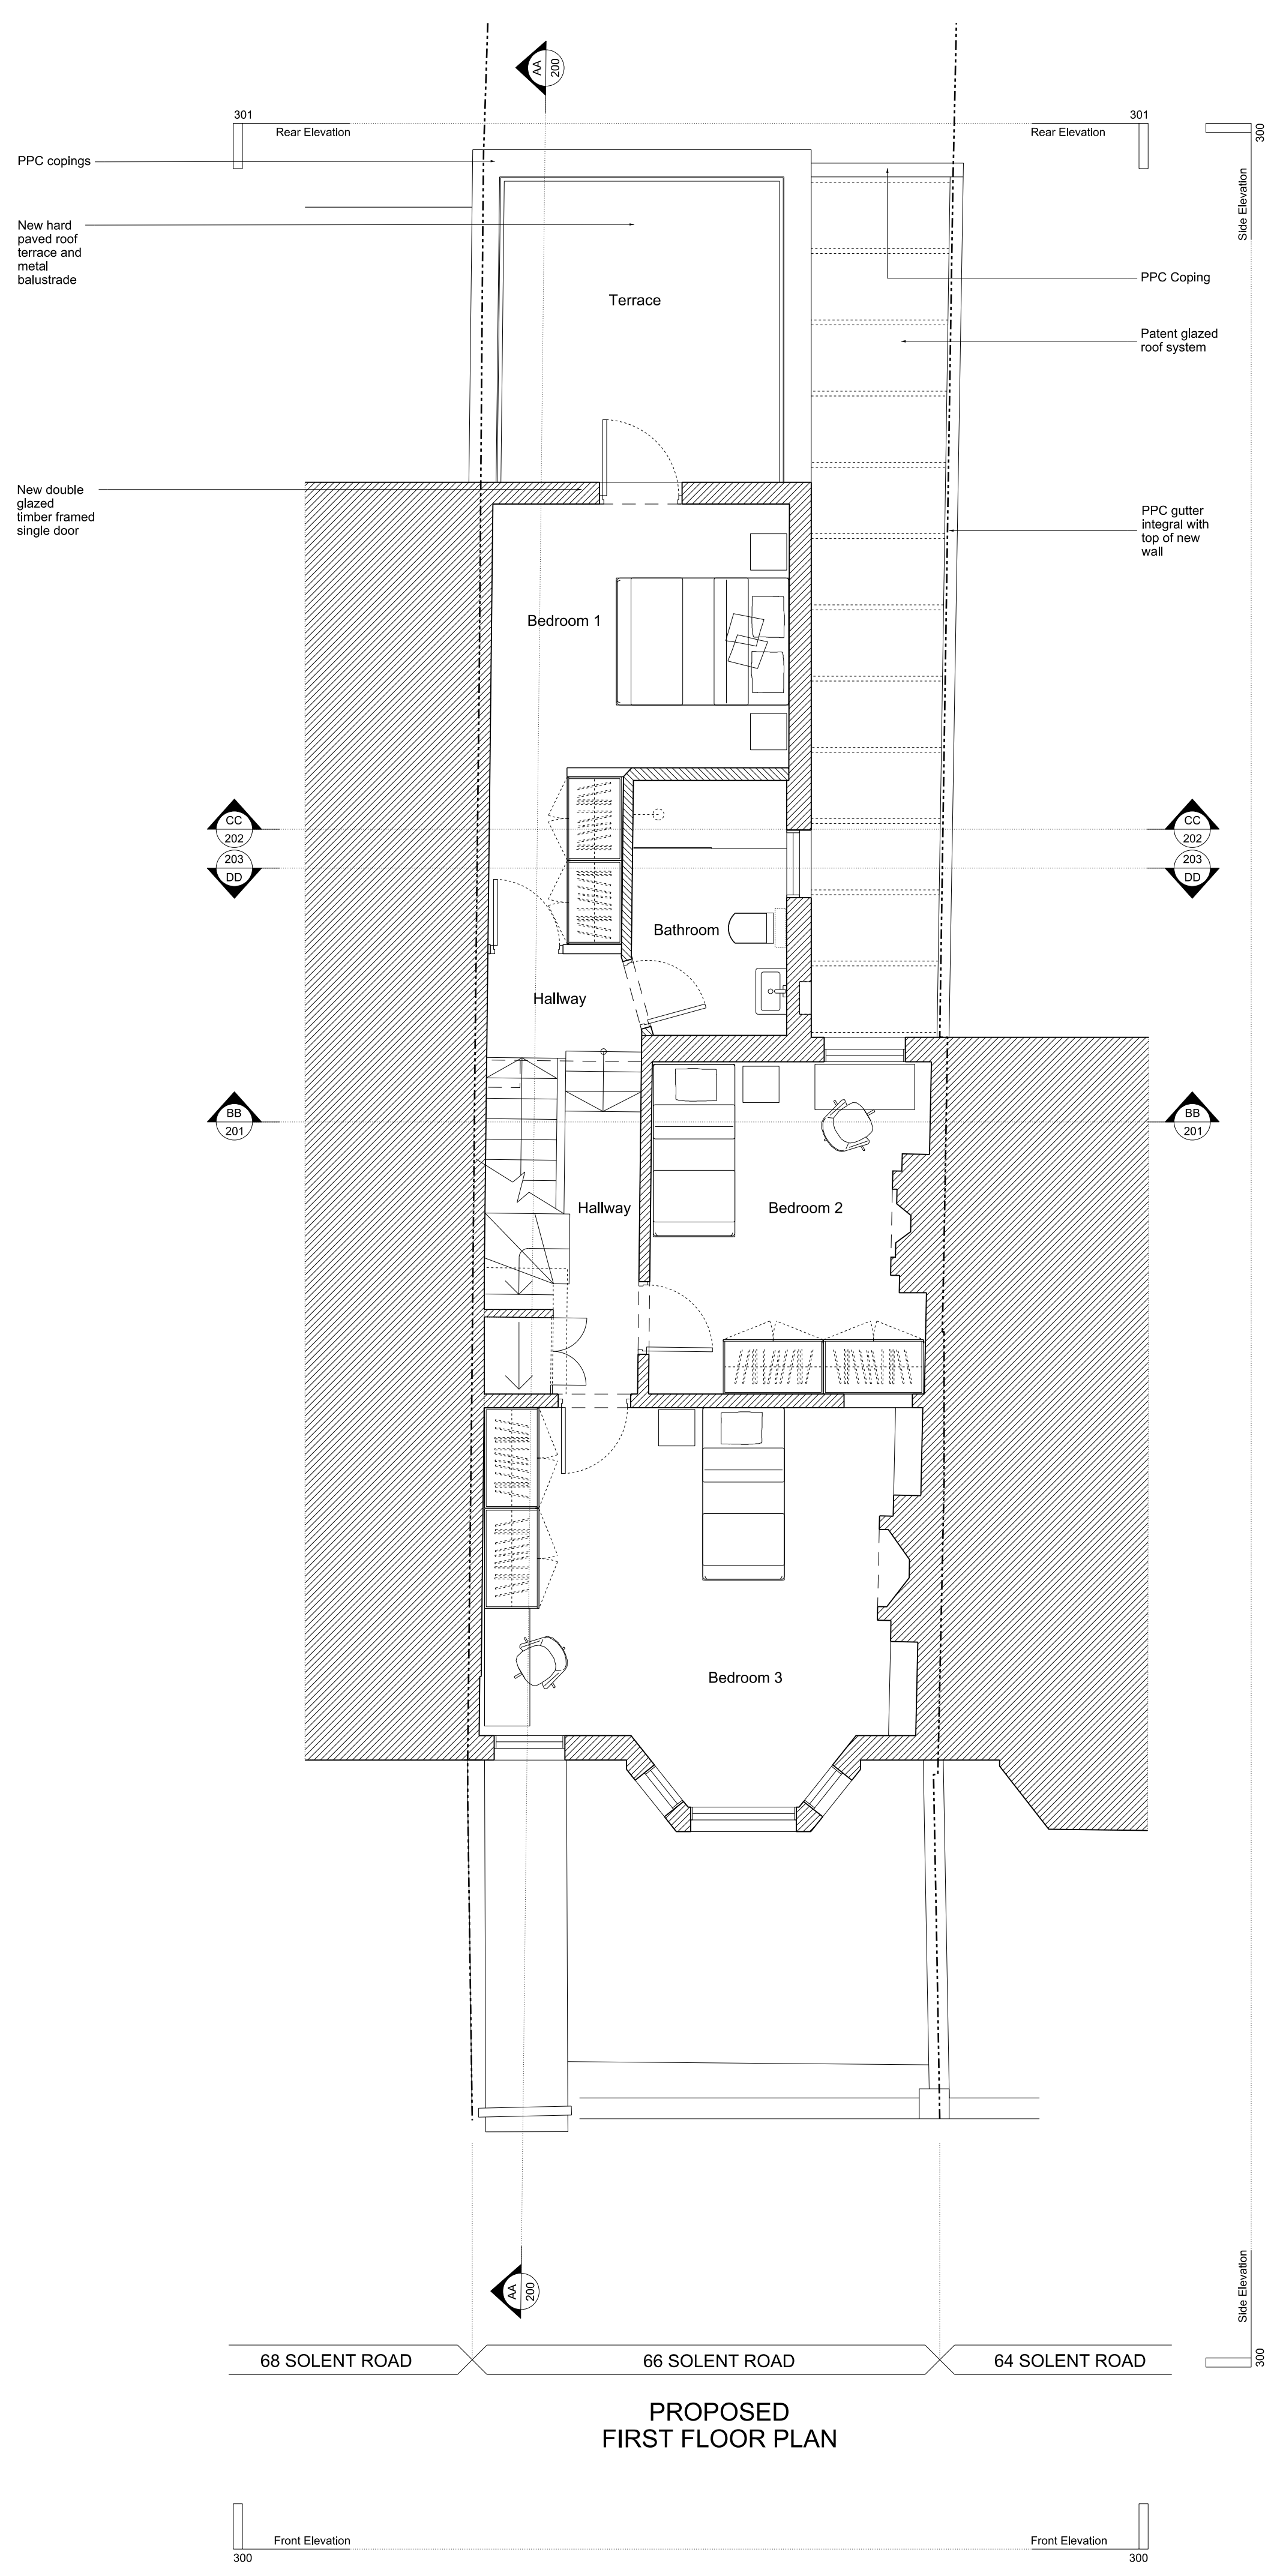 AA
200
301
Rear Elevation
301
Rear Elevation
300
Side Elevation
PPC copings
New hard
paved roof
terrace and
metal
balustrade
Terrace
PPC Coping
Patent glazed
roof system
New double
glazed
timber framed
single door
PPC gutter
integral with
top of new
wall
Bedroom 1
CC
202
203
DD
CC
202
203
DD
Bathroom
Hallway
BB
201
BB
201
Hallway
Bedroom 2
Bedroom 3
AA
200
Side Elevation
300
68 SOLENT ROAD
66 SOLENT ROAD
64 SOLENT ROAD
PROPOSED
FIRST FLOOR PLAN
Front Elevation
300
Front Elevation
300